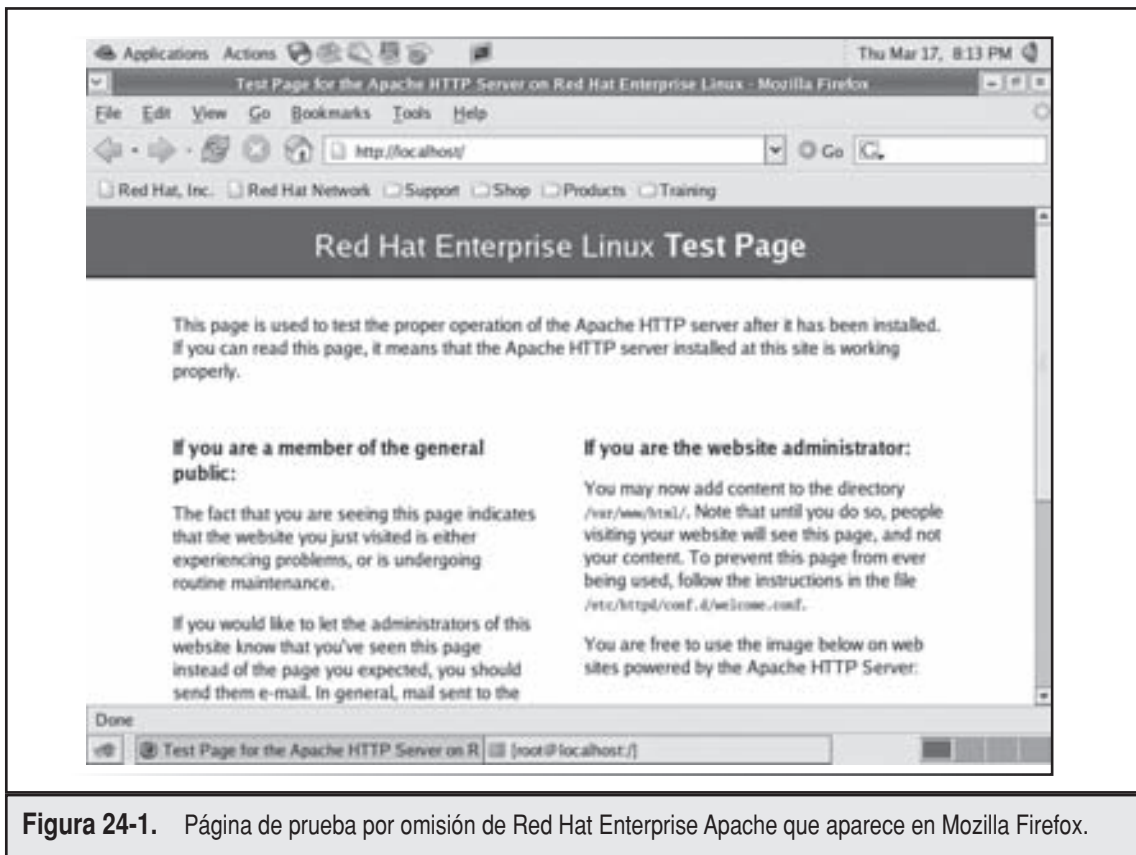 Applications Actions
Thu Mar 17, 8:13 PM
Test Page for the Apache HTTP Server on Red Hat Enterprise Linux - Mozilla Firefox
File Edit View Go Bookmarks Tools Help
http://localhost/
Go
Red Hat, Inc. Red Hat Network Support Shop Products Training
Red Hat Enterprise Linux Test Page
This page is used to test the proper operation of the Apache HTTP server after it has been installed.
If you can read this page, it means that the Apache HTTP server installed at this site is working
properly.
If you are a member of the general
public:
The fact that you are seeing this page indicates
that the website you just visited is either
experiencing problems, or is undergoing
routine maintenance.
If you would like to let the administrators of this
website know that you've seen this page
instead of the page you expected, you should
send them e-mail. In general, mail sent to the
If you are the website administrator:
You may now add content to the directory
/var/www/html/. Note that until you do so, people
visiting your website will see this page, and not
your content. To prevent this page from ever
being used, follow the instructions in the file
/etc/httpd/conf.d/welcome.conf.
You are free to use the image below on web
sites powered by the Apache HTTP Server:
Done
Test Page for the Apache HTTP Server on R
[root@localhost:/]
Figura 24-1. Página de prueba por omisión de Red Hat Enterprise Apache que aparece en Mozilla Firefox.